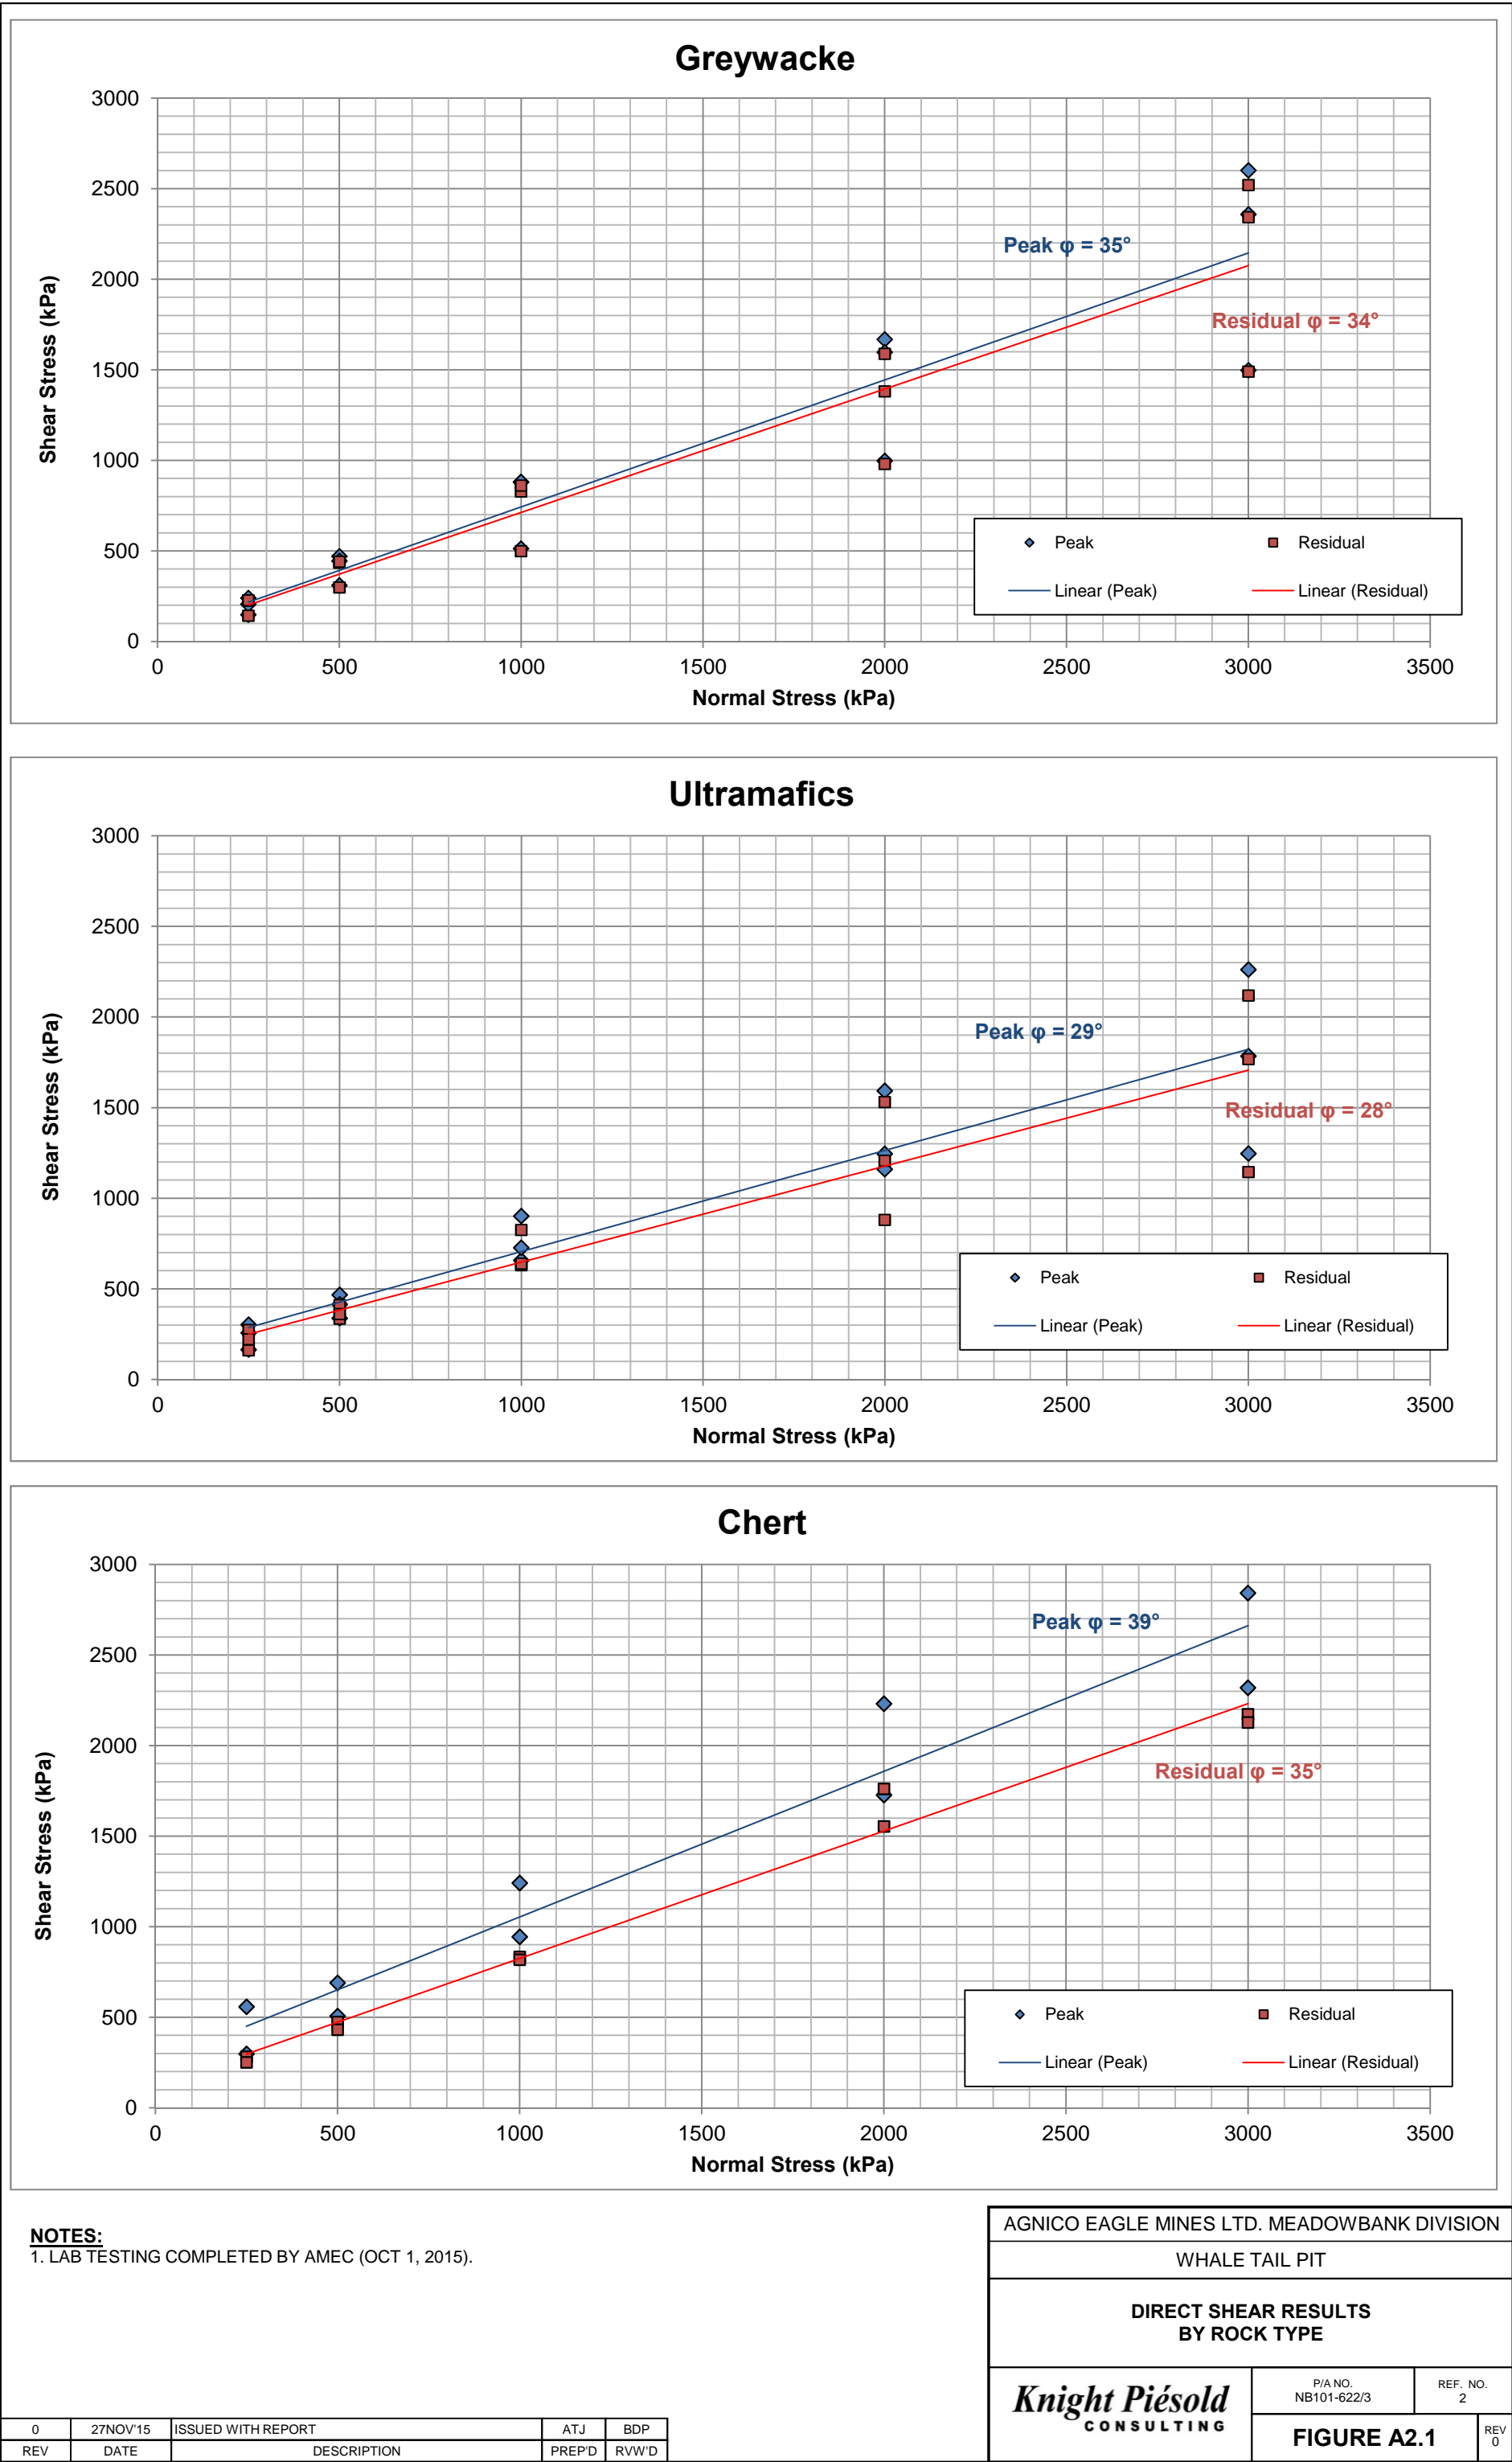 Greywacke
3000
2500
2000
1500
1000
500
0
Shear Stress (kPa)
Peak φ = 35°
Residual φ = 34°
Peak Residual
Linear (Peak) Linear (Residual)
0 500 1000 1500 2000 2500 3000 3500
Normal Stress (kPa)
Ultramafics
3000
2500
2000
1500
1000
500
0
Shear Stress (kPa)
Peak φ = 29°
Residual φ = 28°
Peak Residual
Linear (Peak) Linear (Residual)
0 500 1000 1500 2000 2500 3000 3500
Normal Stress (kPa)
Chert
3000
2500
2000
1500
1000
500
0
Shear Stress (kPa)
Peak φ = 39°
Residual φ = 35°
Peak Residual
Linear (Peak) Linear (Residual)
0 500 1000 1500 2000 2500 3000 3500
Normal Stress (kPa)
NOTES:
1. LAB TESTING COMPLETED BY AMEC (OCT 1, 2015).
AGNICO EAGLE MINES LTD. MEADOWBANK DIVISION
WHALE TAIL PIT
DIRECT SHEAR RESULTS
BY ROCK TYPE
Knight Piésold
CONSULTING
P/A NO.
NB101-622/3
REF. NO.
2
FIGURE A2.1
REV
0
0 27NOV'15 ISSUED WITH REPORT ATJ BDP
REV DATE DESCRIPTION PREP'D RVW'D